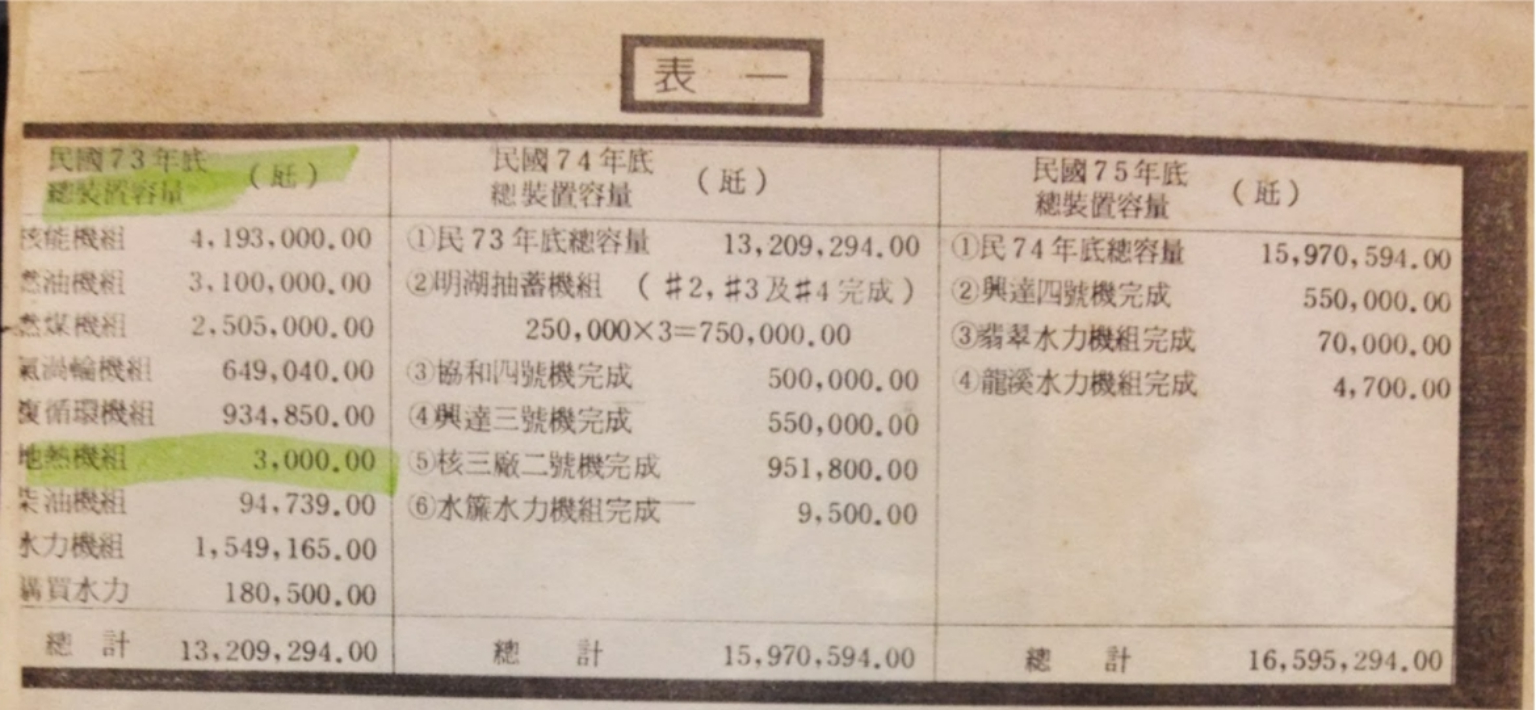 表一
民國73年底
總裝置容量 (瓩)
核能機組 4,193,000.00
燃油機組 3,100,000.00
燃煤機組 2,505,000.00
氣渦輪機組 649,040.00
複循環機組 934,850.00
地熱機組 3,000.00
柴油機組 94,739.00
水力機組 1,549,165.00
購買水力 180,500.00
總計 13,209,294.00
民國74年底
總裝置容量 (瓩)
①民73年底總容量 13,209,294.00
②明湖抽蓄機組 (#2,#3及#4完成)
250,000×3=750,000.00
③協和四號機完成 500,000.00
④興達三號機完成 550,000.00
⑤核三廠二號機完成 951,800.00
⑥水簾水力機組完成 9,500.00
總計 15,970,594.00
民國75年底
總裝置容量 (瓩)
①民74年底總容量 15,970,594.00
②興達四號機完成 550,000.00
③翡翠水力機組完成 70,000.00
④龍溪水力機組完成 4,700.00
總計 16,595,294.00